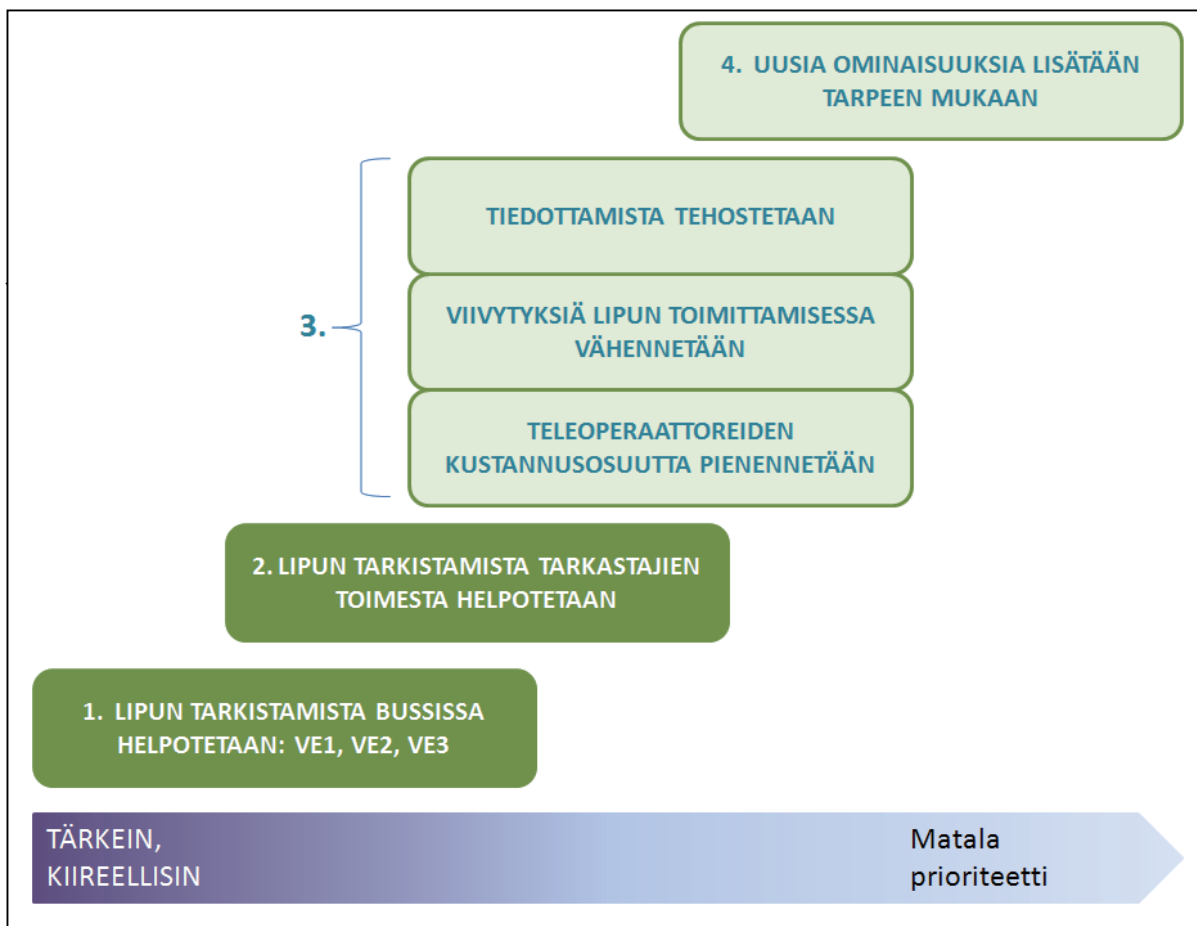 4. UUSIA OMINAISUUKSIA LISÄTÄÄN
TARPEEN MUKAAN
TIEDOTTAMISTA TEHOSTETAAN
3.
VIIVYTYKSIÄ LIPUN TOIMITTAMISESSA
VÄHENNETÄÄN
TELEOPERAATTOREIDEN
KUSTANNUSOSUUTTA PIENENNETÄÄN
2. LIPUN TARKISTAMISTA TARKASTAJIEN
TOIMESTA HELPOTETAAN
1. LIPUN TARKISTAMISTA BUSSISSA
HELPOTETAAN: VE1, VE2, VE3
TÄRKEIN,
KIIREELLISIN
Matala
prioriteetti